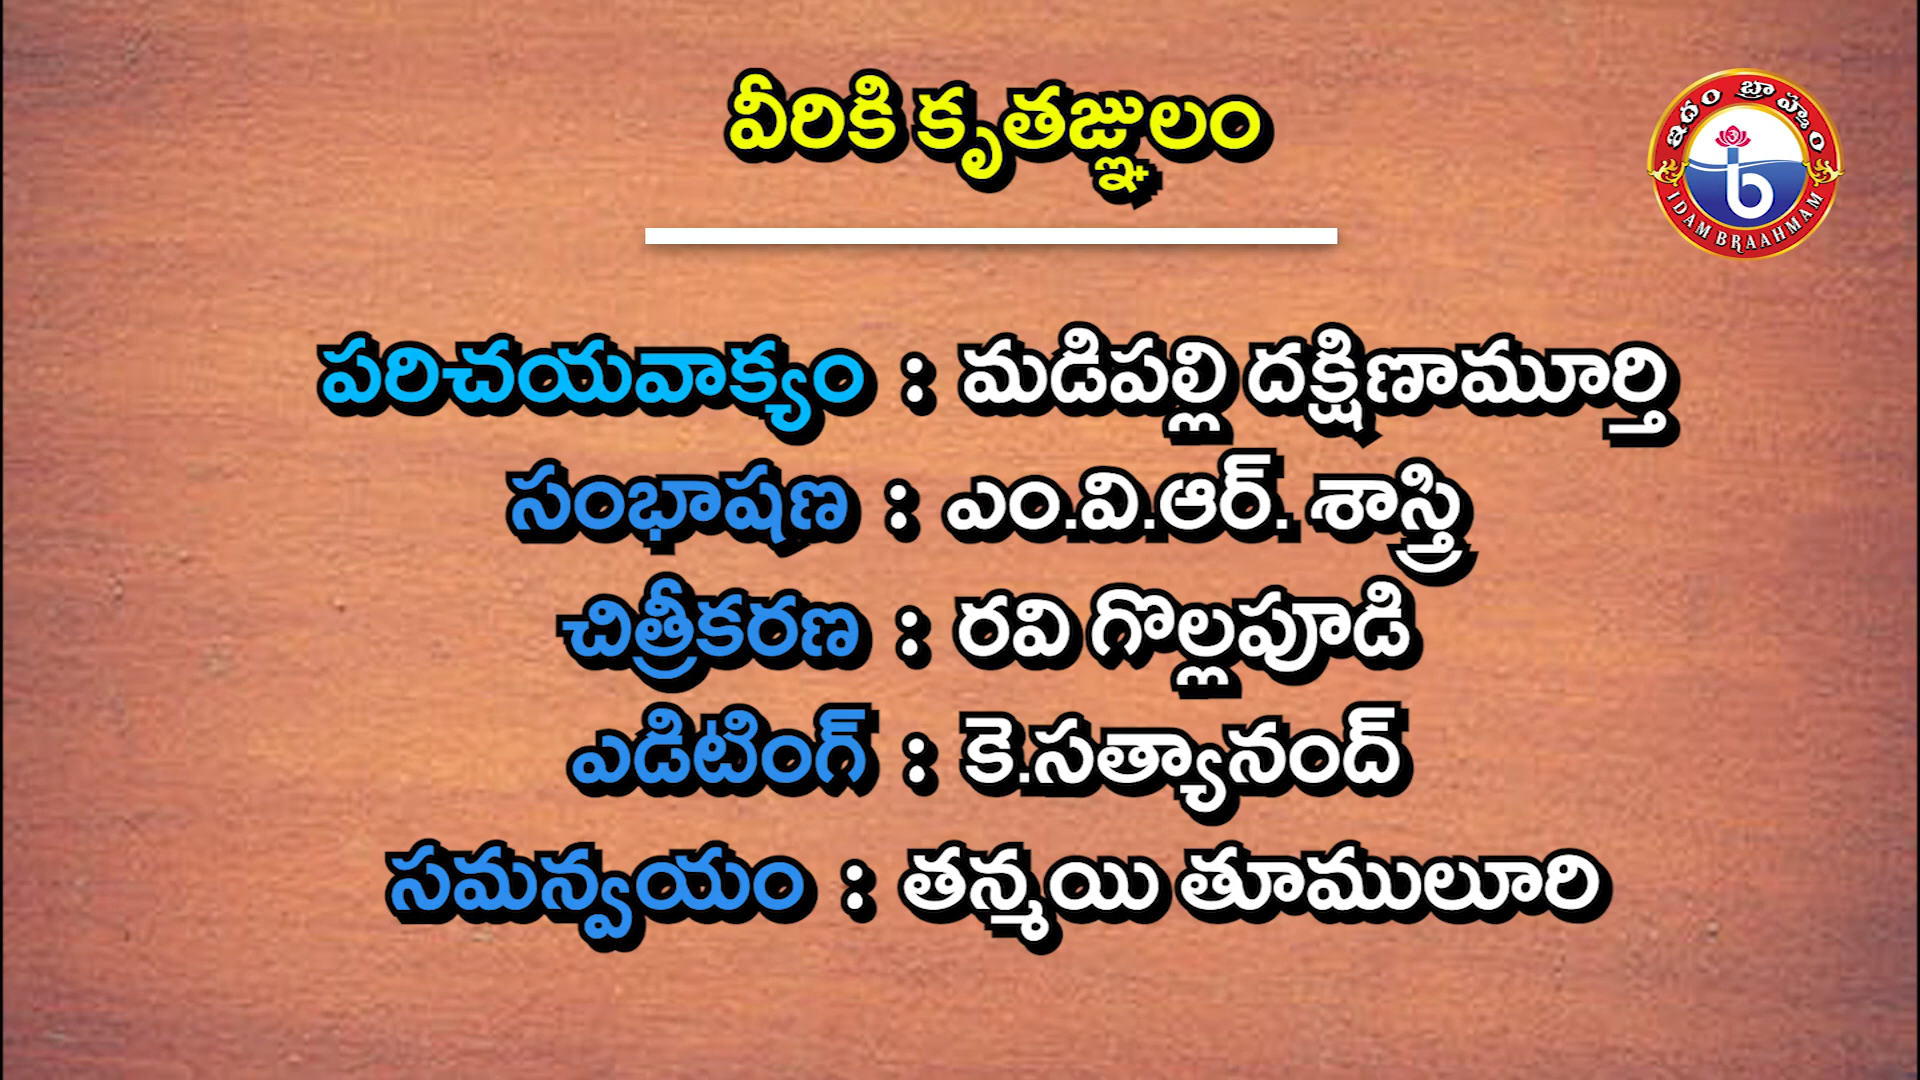 వీరికి కృతజ్ఞులం
ఇదం బ్రాహ్మం
IDAM BRAAHMAM
పరిచయవాక్యం : మడిపల్లి దక్షిణామూర్తి
సంభాషణ : ఎం.వి.ఆర్. శాస్త్రి
చిత్రీకరణ : రవి గొల్లపూడి
ఎడిటింగ్ : కె.సత్యానంద్
సమన్వయం : తన్మయి తూములూరి